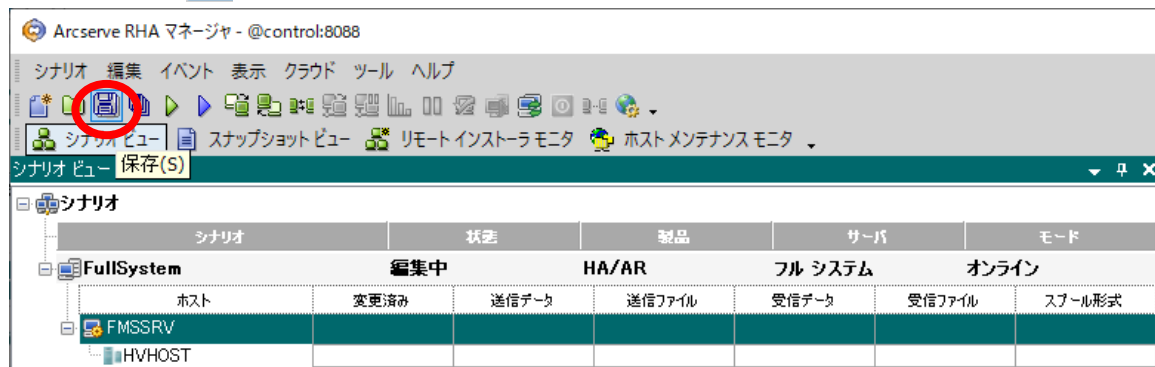 Arcserve RHA マネージャ - @control:8088
シナリオ 編集 イベント 表示 クラウド ツール ヘルプ
シナリオ ビュー スナップショット ビュー リモート インストーラ モニタ ホスト メンテナンス モニタ
シナリオ ビュー 保存(S)
シナリオ
シナリオ 状態 製品 サーバ モード
FullSystem 編集中 HA/AR フル システム オンライン
ホスト 変更済み 送信データ 送信ファイル 受信データ 受信ファイル スプール形式
FMSSRV
HVHOST